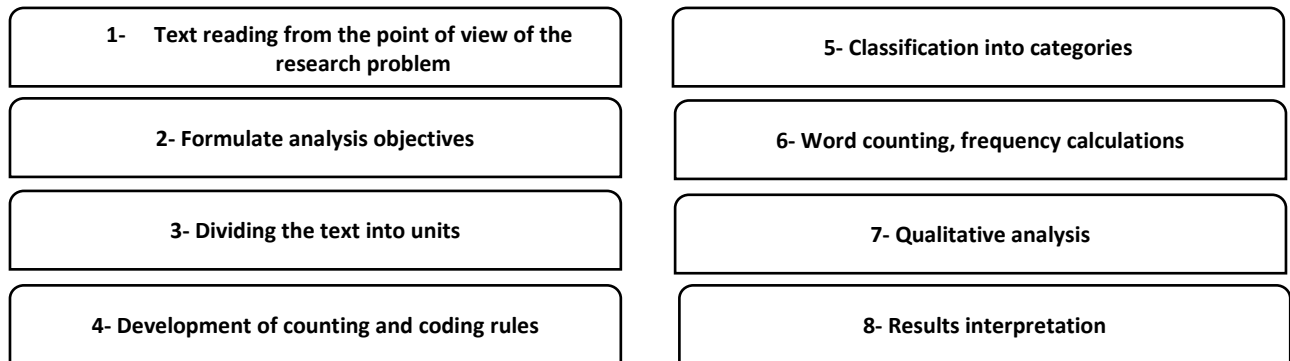 1- Text reading from the point of view of the
research problem
2- Formulate analysis objectives
3- Dividing the text into units
4- Development of counting and coding rules
5- Classification into categories
6- Word counting, frequency calculations
7- Qualitative analysis
8- Results interpretation